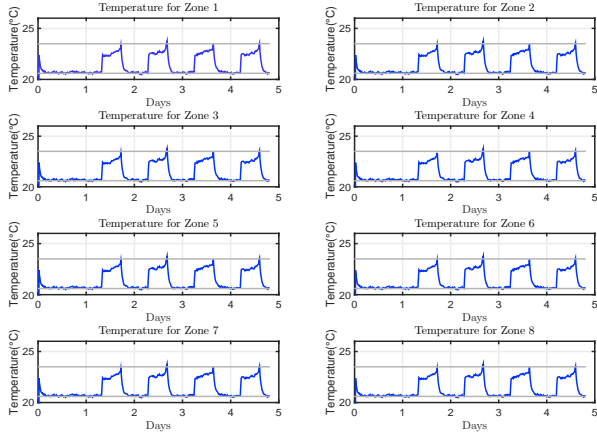 Temperature for Zone 1
Temperature(°C)
25
20
0 1 2 3 4 5
Days
Temperature for Zone 2
Temperature(°C)
25
20
0 1 2 3 4 5
Days
Temperature for Zone 3
Temperature(°C)
25
20
0 1 2 3 4 5
Days
Temperature for Zone 4
Temperature(°C)
25
20
0 1 2 3 4 5
Days
Temperature for Zone 5
Temperature(°C)
25
20
0 1 2 3 4 5
Days
Temperature for Zone 6
Temperature(°C)
25
20
0 1 2 3 4 5
Days
Temperature for Zone 7
Temperature(°C)
25
20
0 1 2 3 4 5
Days
Temperature for Zone 8
Temperature(°C)
25
20
0 1 2 3 4 5
Days